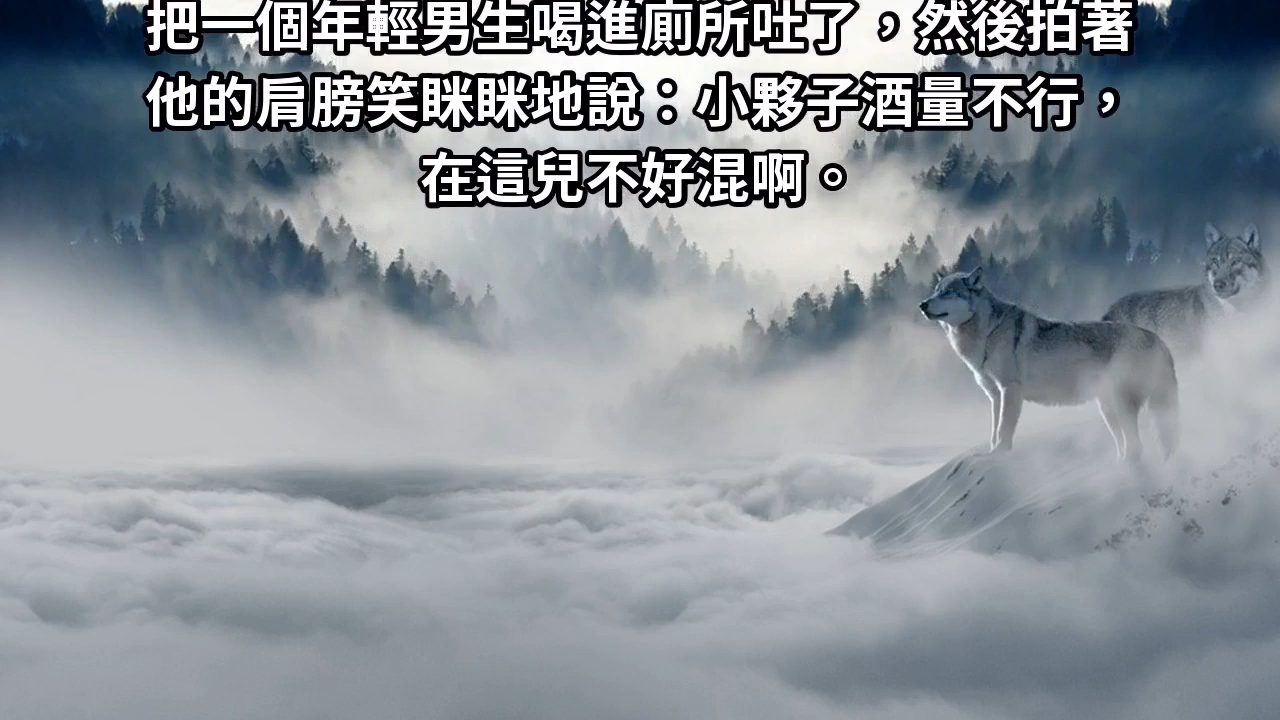 把一個年輕男生喝進廁所吐了，然後拍著
他的肩膀笑眯眯地說：小夥子酒量不行，
在這兒不好混啊。